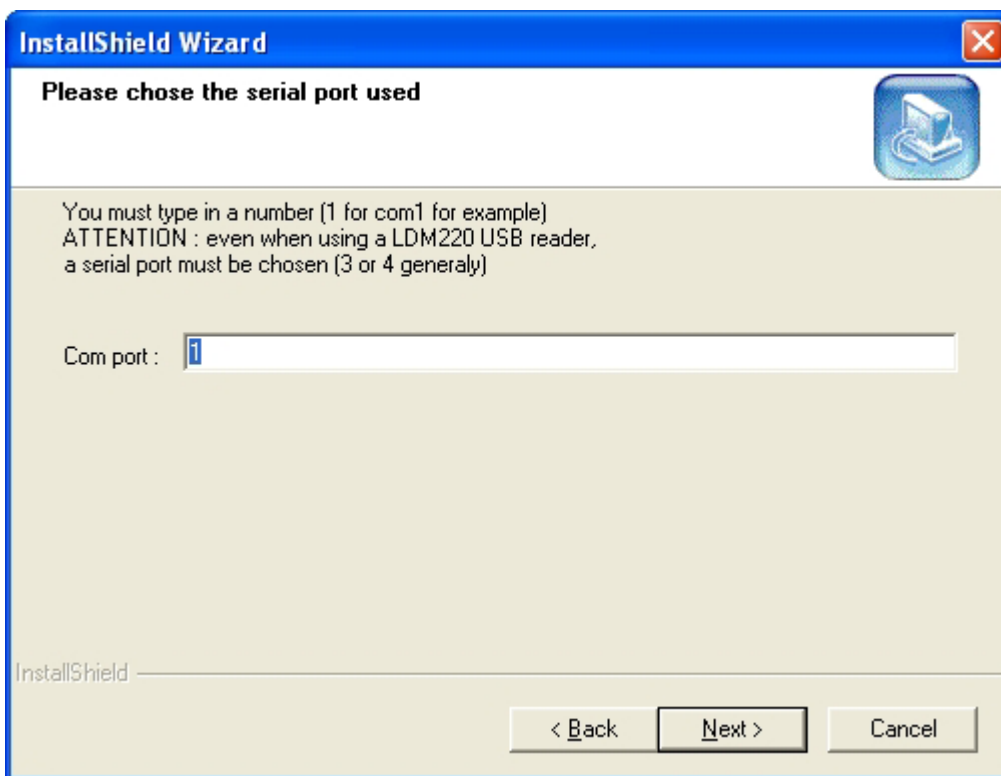 InstallShield Wizard
Please chose the serial port used
You must type in a number (1 for com1 for example)
ATTENTION : even when using a LDM220 USB reader,
a serial port must be chosen (3 or 4 generaly)
Com port : 1
InstallShield
< Back Next > Cancel